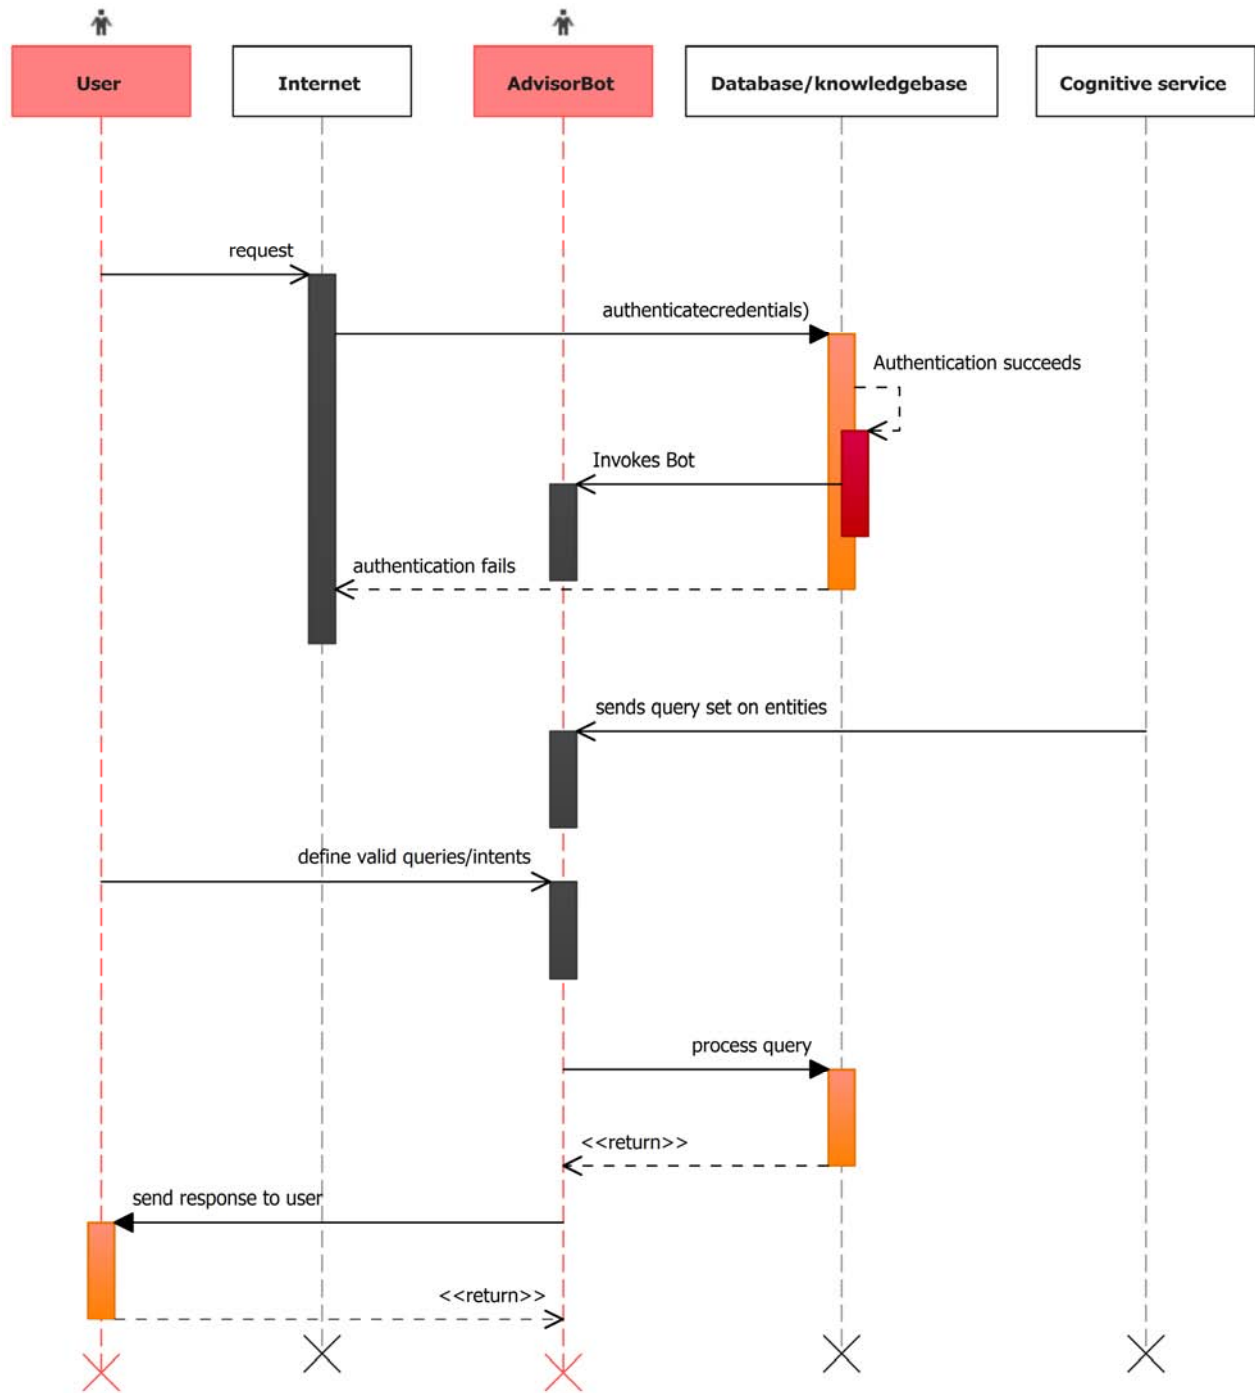 User
Internet
AdvisorBot
Database/knowledgebase
Cognitive service
request
authenticatecredentials)
Authentication succeeds
Invokes Bot
authentication fails
sends query set on entities
define valid queries/intents
process query
<<return>>
send response to user
<<return>>